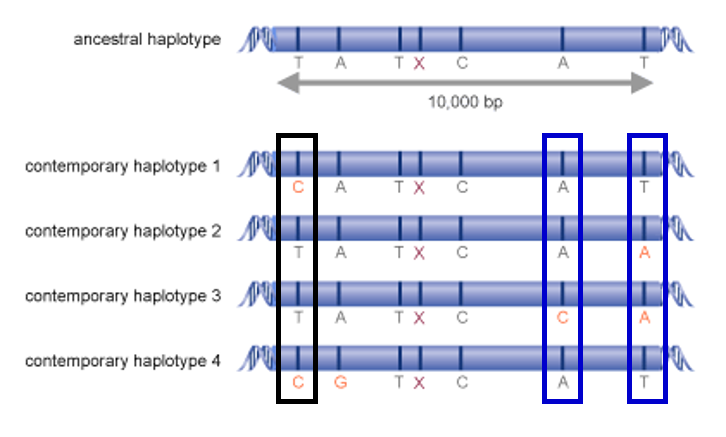 ancestral haplotype
T A T X C A T
10,000 bp
contemporary haplotype 1
C A T X C A T
contemporary haplotype 2
T A T X C A A
contemporary haplotype 3
T A T X C C A
contemporary haplotype 4
C G T X C A T